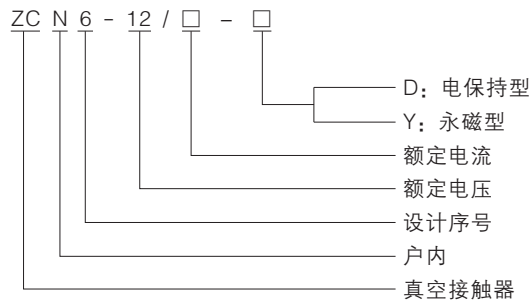 ZC N 6 - 12 / □ - □
D：电保持型
Y：永磁型
额定电流
额定电压
设计序号
户内
真空接触器